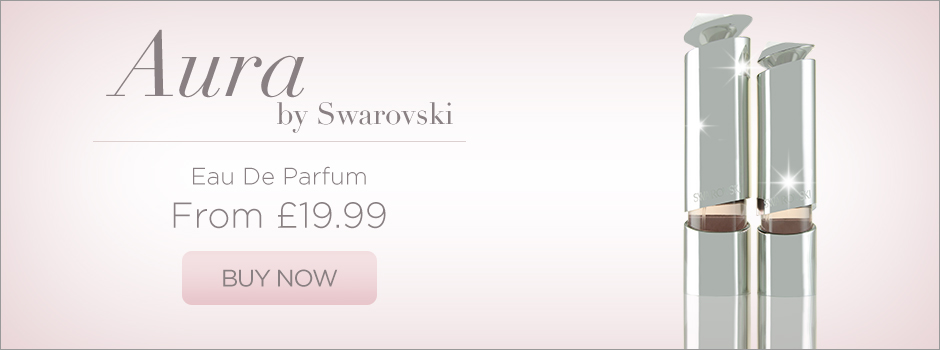 Aura
by Swarovski
Eau De Parfum
From £19.99
BUY NOW